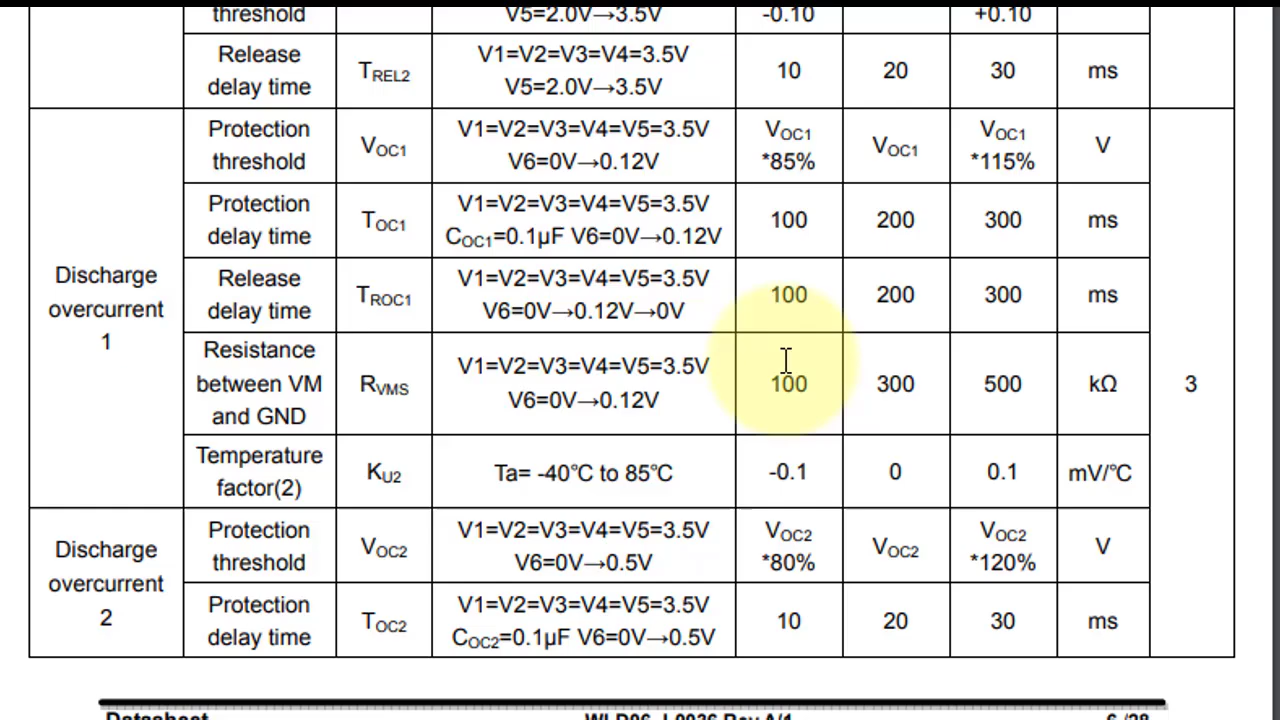 threshold V5=2.0V→3.5V -0.10 +0.10
Release delay time TREL2 V1=V2=V3=V4=3.5V V5=2.0V→3.5V 10 20 30 ms
Discharge overcurrent 1
Protection threshold VOC1 V1=V2=V3=V4=V5=3.5V V6=0V→0.12V VOC1 *85% VOC1 VOC1 *115% V
Protection delay time TOC1 V1=V2=V3=V4=V5=3.5V COC1=0.1µF V6=0V→0.12V 100 200 300 ms
Release delay time TROC1 V1=V2=V3=V4=V5=3.5V V6=0V→0.12V→0V 100 200 300 ms
Resistance between VM and GND RVMS V1=V2=V3=V4=V5=3.5V V6=0V→0.12V 100 300 500 kΩ 3
Temperature factor(2) KU2 Ta= -40℃ to 85℃ -0.1 0 0.1 mV/℃
Discharge overcurrent 2
Protection threshold VOC2 V1=V2=V3=V4=V5=3.5V V6=0V→0.5V VOC2 *80% VOC2 VOC2 *120% V
Protection delay time TOC2 V1=V2=V3=V4=V5=3.5V COC2=0.1µF V6=0V→0.5V 10 20 30 ms
Datasheet